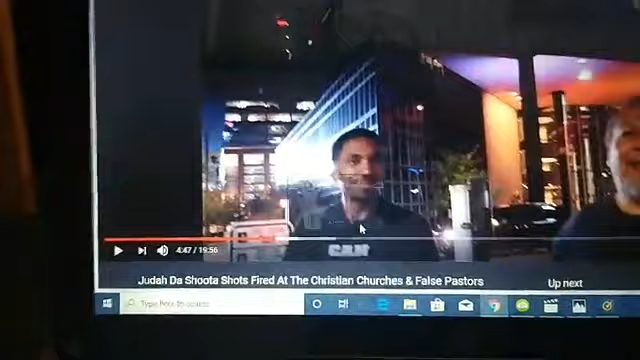 4:47 / 19:56
Judah Da Shoota Shots Fired At The Christian Churches & False Pastors
Up next
Type here to search